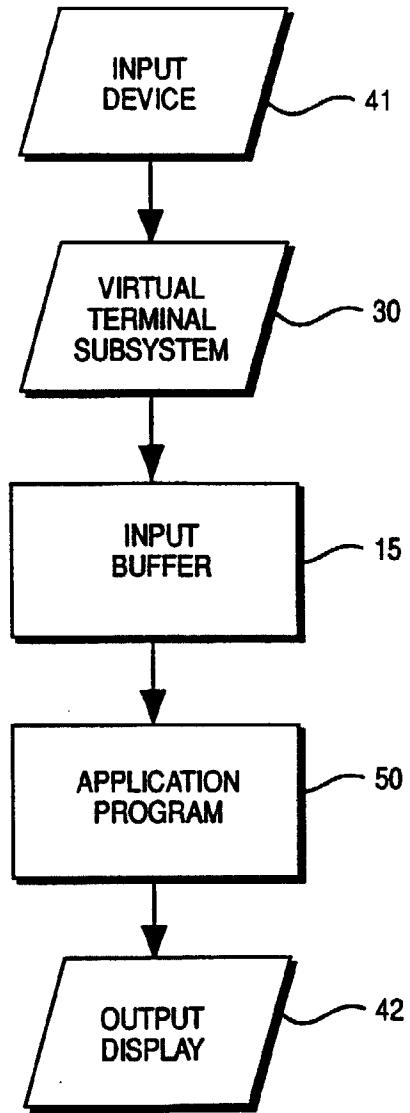 INPUT
DEVICE
41
VIRTUAL
TERMINAL
SUBSYSTEM
30
INPUT
BUFFER
15
APPLICATION
PROGRAM
50
OUTPUT
DISPLAY
42